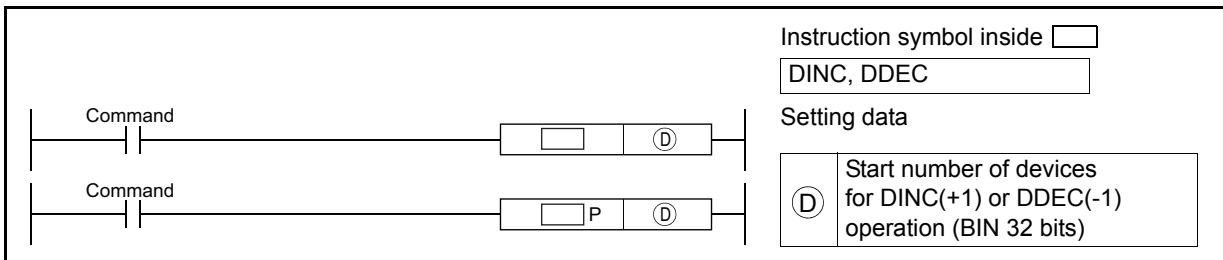 Instruction symbol inside
DINC, DDEC
Setting data
Command
Ⓓ
Command
P Ⓓ
Ⓓ Start number of devices
for DINC(+1) or DDEC(-1)
operation (BIN 32 bits)